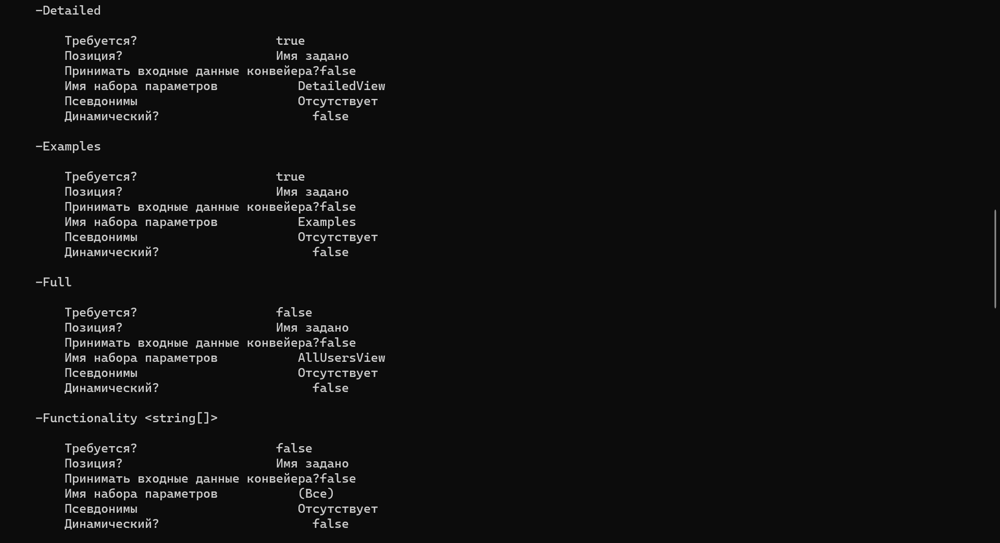 -Detailed
Требуется? true
Позиция? Имя задано
Принимать входные данные конвейера?false
Имя набора параметров DetailedView
Псевдонимы Отсутствует
Динамический? false
-Examples
Требуется? true
Позиция? Имя задано
Принимать входные данные конвейера?false
Имя набора параметров Examples
Псевдонимы Отсутствует
Динамический? false
-Full
Требуется? false
Позиция? Имя задано
Принимать входные данные конвейера?false
Имя набора параметров AllUsersView
Псевдонимы Отсутствует
Динамический? false
-Functionality <string[]>
Требуется? false
Позиция? Имя задано
Принимать входные данные конвейера?false
Имя набора параметров (Все)
Псевдонимы Отсутствует
Динамический? false